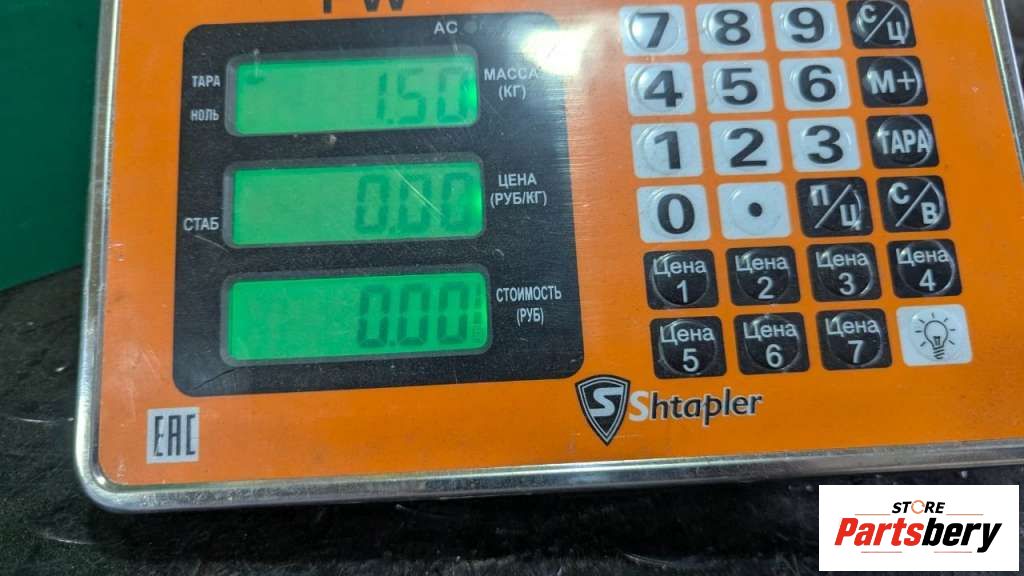 PW
AC
ТАРА
НОЛЬ
1.50
МАССА
(КГ)
СТАБ
0.00
ЦЕНА
(РУБ/КГ)
0.00
СТОИМОСТЬ
(РУБ)
7 8 9 С/Ц
4 5 6 М+
1 2 3 ТАРА
0 . П/Ц С/В
Цена 1 Цена 2 Цена 3 Цена 4
Цена 5 Цена 6 Цена 7
EAC
S Shtapler
STORE
Partsbery